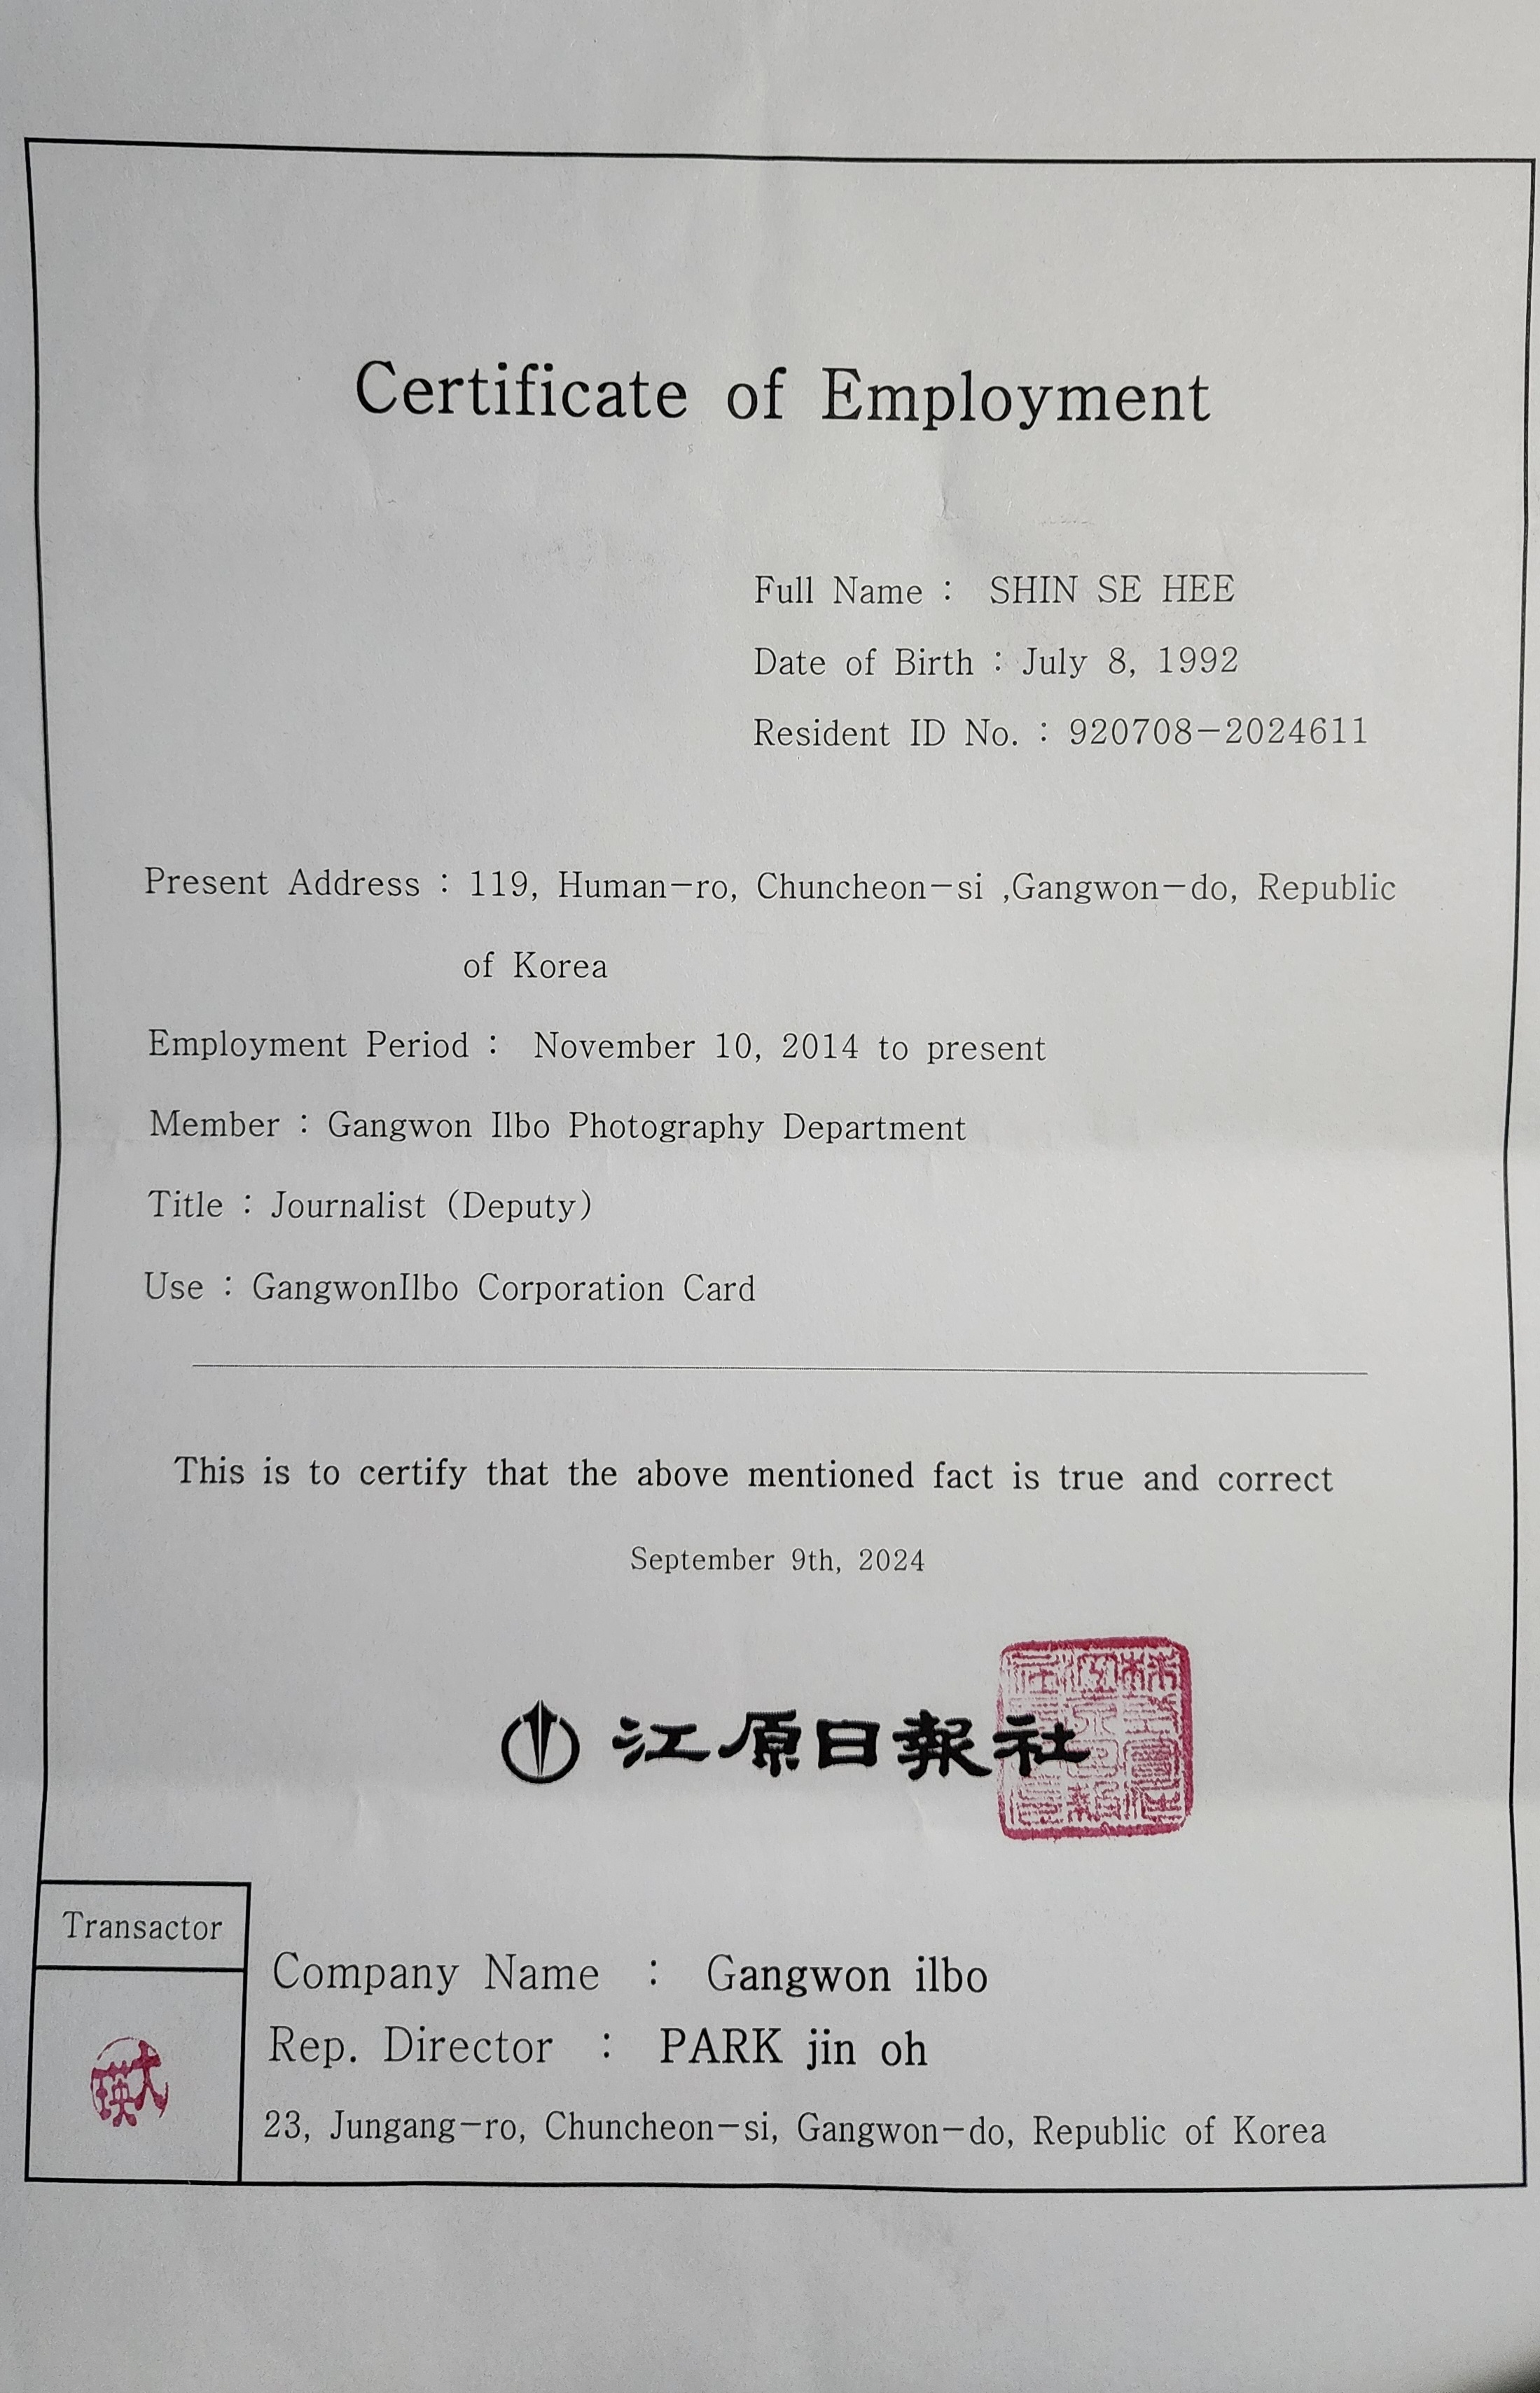 Certificate of Employment
Full Name : SHIN SE HEE
Date of Birth : July 8, 1992
Resident ID No. : 920708-2024611
Present Address : 119, Human-ro, Chuncheon-si ,Gangwon-do, Republic
of Korea
Employment Period : November 10, 2014 to present
Member : Gangwon Ilbo Photography Department
Title : Journalist (Deputy)
Use : GangwonIlbo Corporation Card
This is to certify that the above mentioned fact is true and correct
September 9th, 2024
江原日報社
Transactor
Company Name : Gangwon ilbo
Rep. Director : PARK jin oh
23, Jungang-ro, Chuncheon-si, Gangwon-do, Republic of Korea